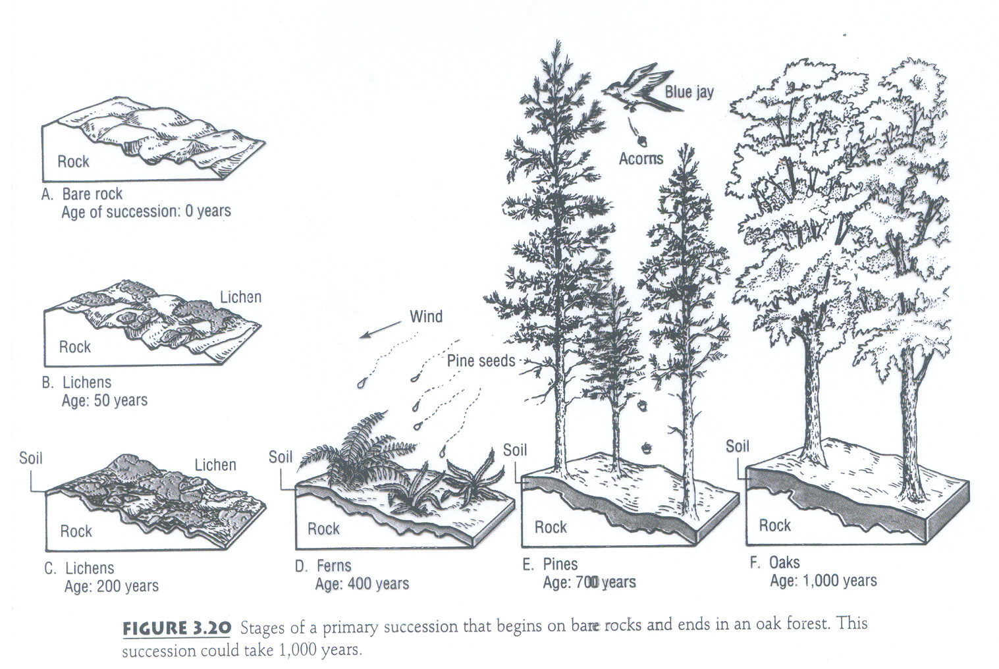 Rock
A. Bare rock
Age of succession: 0 years
Lichen
Rock
B. Lichens
Age: 50 years
Soil
Lichen
Rock
C. Lichens
Age: 200 years
Wind
Pine seeds
Soil
Rock
D. Ferns
Age: 400 years
Blue jay
Acorns
Soil
Rock
E. Pines
Age: 700 years
Soil
Rock
F. Oaks
Age: 1,000 years
FIGURE 3.20 Stages of a primary succession that begins on bare rocks and ends in an oak forest. This
succession could take 1,000 years.